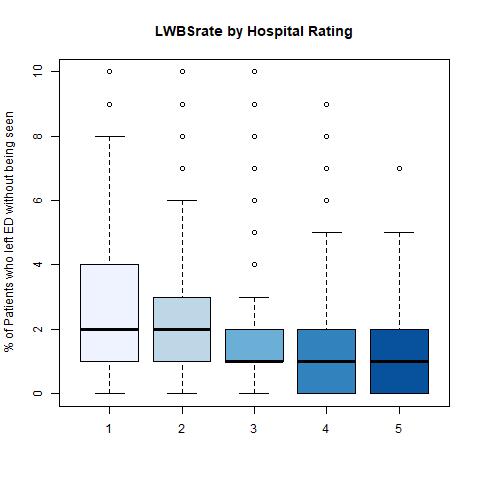 LWBSrate by Hospital Rating
% of Patients who left ED without being seen
10
8
6
4
2
0
1 2 3 4 5